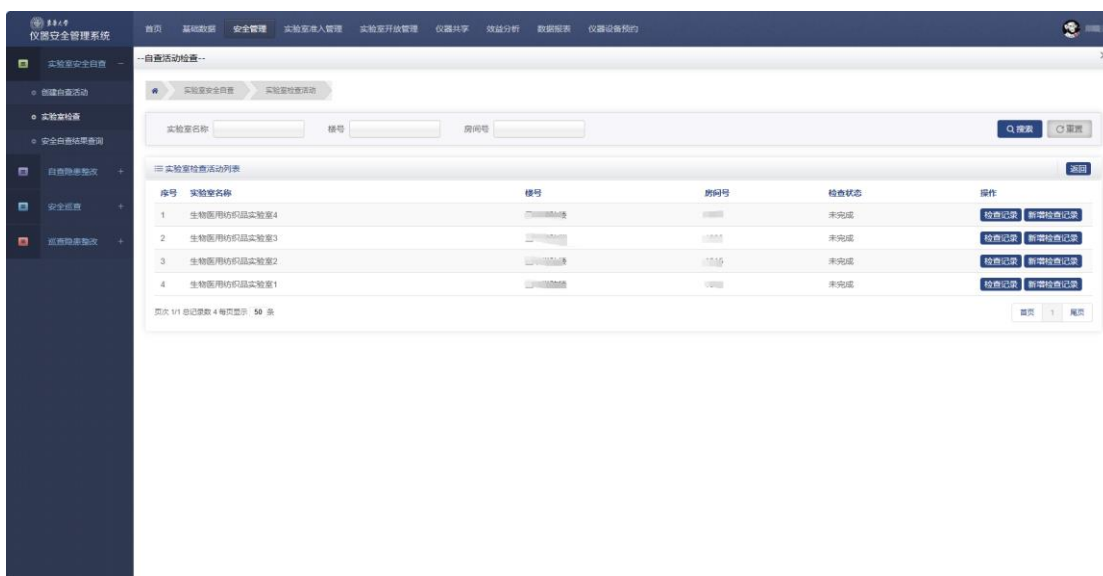 東華大學
仪器安全管理系统
首页 基础数据 安全管理 实验室准入管理 实验室开放管理 仪器共享 效益分析 数据报表 仪器设备预约
实验室安全自查
创建自查活动
实验室检查
安全自查结果查询
自查隐患整改
安全巡查
巡查隐患整改
--自查活动检查--
实验室安全自查 实验室检查活动
实验室名称 楼号 房间号 搜索 重置
实验室检查活动列表 返回
序号 实验室名称 楼号 房间号 检查状态 操作
1 生物医用纺织品实验室4 未完成 检查记录 新增检查记录
2 生物医用纺织品实验室3 未完成 检查记录 新增检查记录
3 生物医用纺织品实验室2 未完成 检查记录 新增检查记录
4 生物医用纺织品实验室1 未完成 检查记录 新增检查记录
页次 1/1 总记录数 4 每页显示 50 条 首页 1 尾页